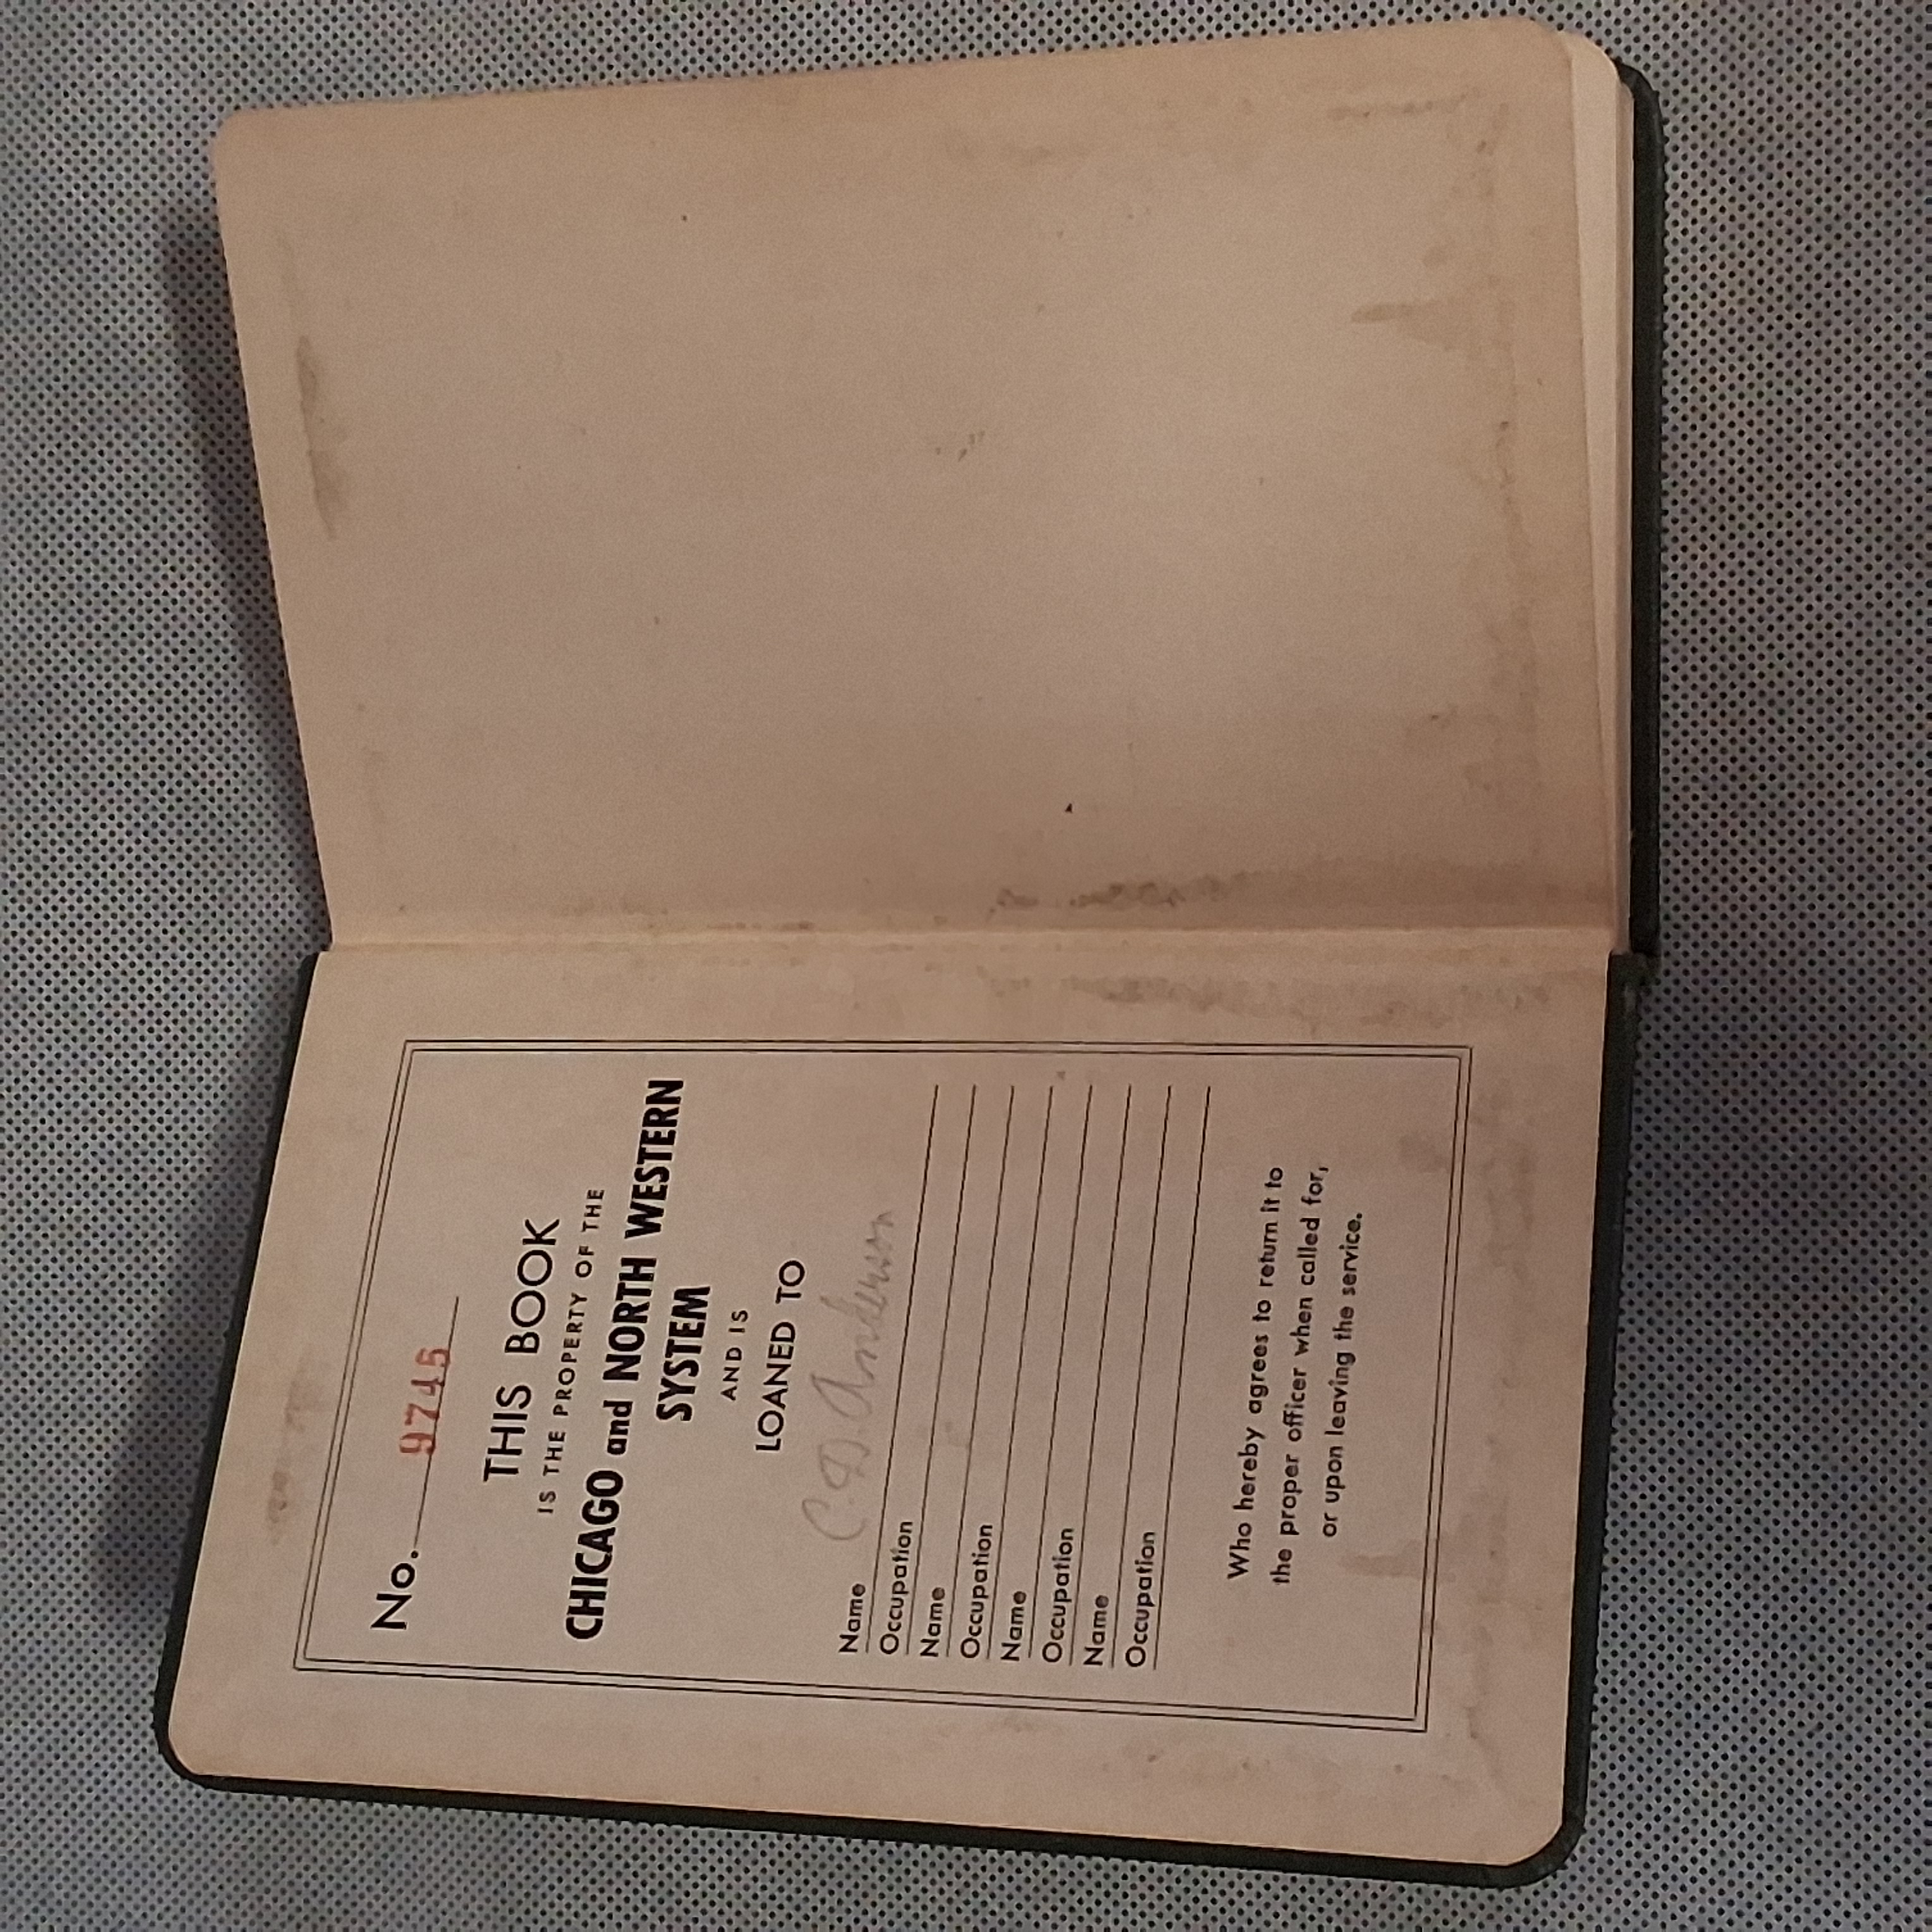 No. 9745
THIS BOOK
IS THE PROPERTY OF THE
CHICAGO and NORTH WESTERN
SYSTEM
AND IS
LOANED TO
Name C. D. Anderson
Occupation
Name
Occupation
Name
Occupation
Name
Occupation
Who hereby agrees to return it to
the proper officer when called for,
or upon leaving the service.